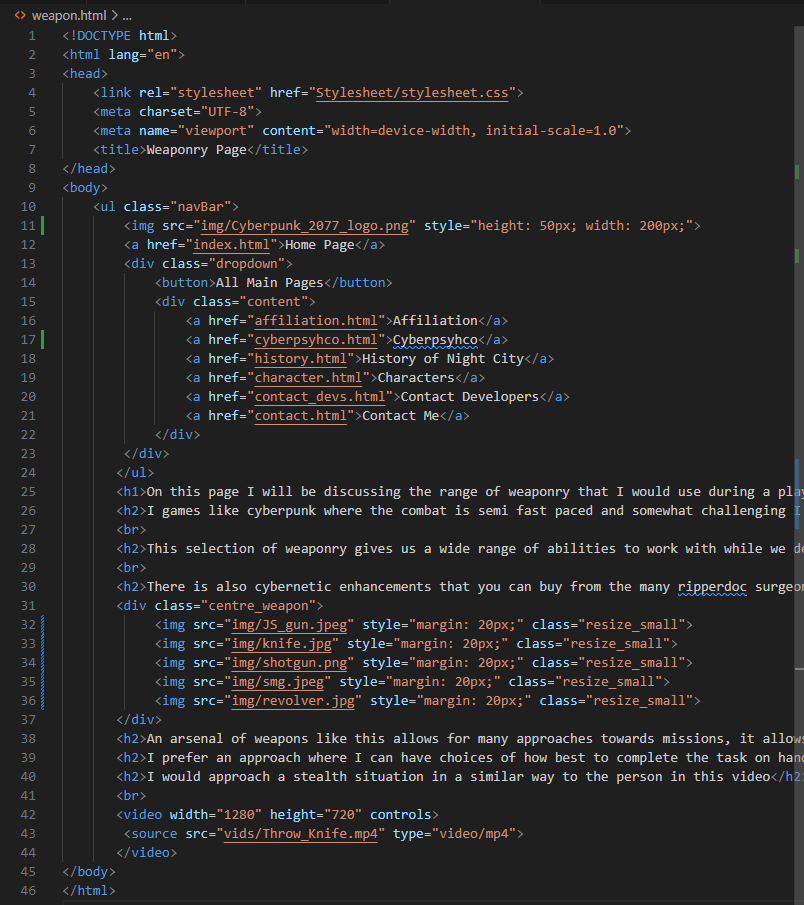 weapon.html > ...
1 <!DOCTYPE html>
2 <html lang="en">
3 <head>
4 <link rel="stylesheet" href="Stylesheet/stylesheet.css">
5 <meta charset="UTF-8">
6 <meta name="viewport" content="width=device-width, initial-scale=1.0">
7 <title>Weaponry Page</title>
8 </head>
9 <body>
10 <ul class="navBar">
11 <img src="img/Cyberpunk_2077_logo.png" style="height: 50px; width: 200px;">
12 <a href="index.html">Home Page</a>
13 <div class="dropdown">
14 <button>All Main Pages</button>
15 <div class="content">
16 <a href="affiliation.html">Affiliation</a>
17 <a href="cyberpsyhco.html">Cyberpsyhco</a>
18 <a href="history.html">History of Night City</a>
19 <a href="character.html">Characters</a>
20 <a href="contact_devs.html">Contact Developers</a>
21 <a href="contact.html">Contact Me</a>
22 </div>
23 </div>
24 </ul>
25 <h1>On this page I will be discussing the range of weaponry that I would use during a play
26 <h2>I games like cyberpunk where the combat is semi fast paced and somewhat challenging I
27 <br>
28 <h2>This selection of weaponry gives us a wide range of abilities to work with while we de
29 <br>
30 <h2>There is also cybernetic enhancements that you can buy from the many ripperdoc surgeon
31 <div class="centre_weapon">
32 <img src="img/JS_gun.jpeg" style="margin: 20px;" class="resize_small">
33 <img src="img/knife.jpg" style="margin: 20px;" class="resize_small">
34 <img src="img/shotgun.png" style="margin: 20px;" class="resize_small">
35 <img src="img/smg.jpeg" style="margin: 20px;" class="resize_small">
36 <img src="img/revolver.jpg" style="margin: 20px;" class="resize_small">
37 </div>
38 <h2>An arsenal of weapons like this allows for many approaches towards missions, it allows
39 <h2>I prefer an approach where I can have choices of how best to complete the task on hand
40 <h2>I would approach a stealth situation in a similar way to the person in this video</h2
41 <br>
42 <video width="1280" height="720" controls>
43 <source src="vids/Throw_Knife.mp4" type="video/mp4">
44 </video>
45 </body>
46 </html>